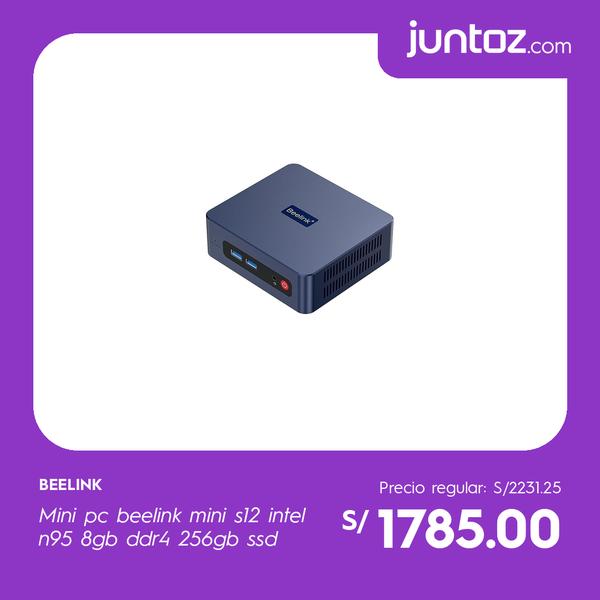 juntoz.com
Beelink
BEELINK
Mini pc beelink mini s12 intel
n95 8gb ddr4 256gb ssd
Precio regular: S/2231.25
S/1785.00